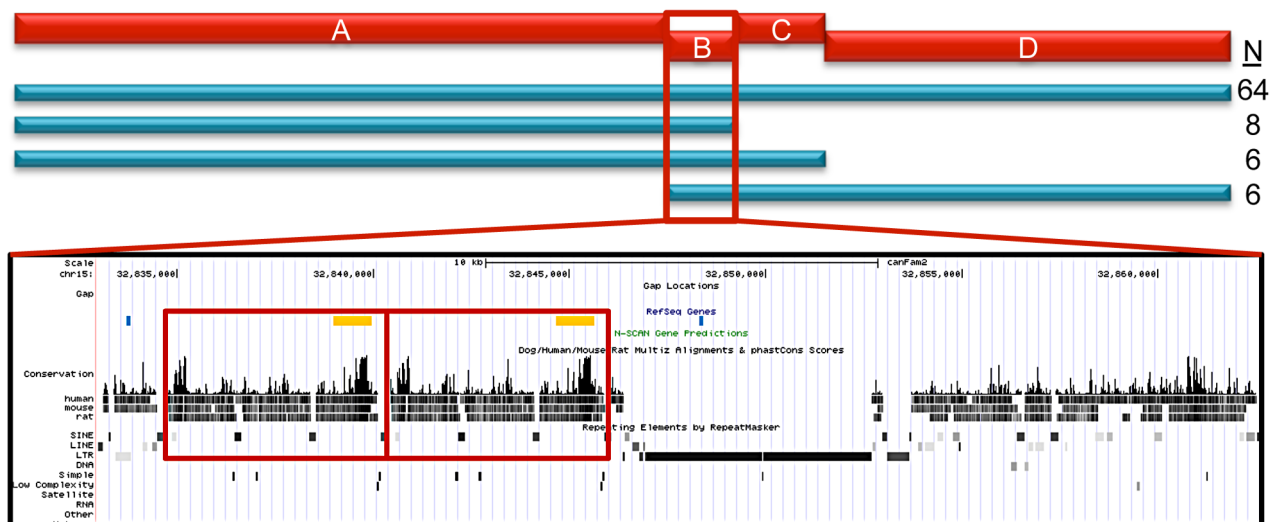 A
B
C
D
N
64
8
6
6
Scale
10 kb
canFam2
chr15:
32,835,000
32,840,000
32,845,000
32,850,000
32,855,000
32,860,000
Gap Locations
Gap
RefSeq Genes
N-SCAN Gene Predictions
Dog/Human/Mouse/Rat Multiz Alignments & phastCons Scores
Conservation
human
mouse
rat
Repeating Elements by RepeatMasker
SINE
LINE
LTR
DNA
Simple
Low Complexity
Satellite
RNA
Other